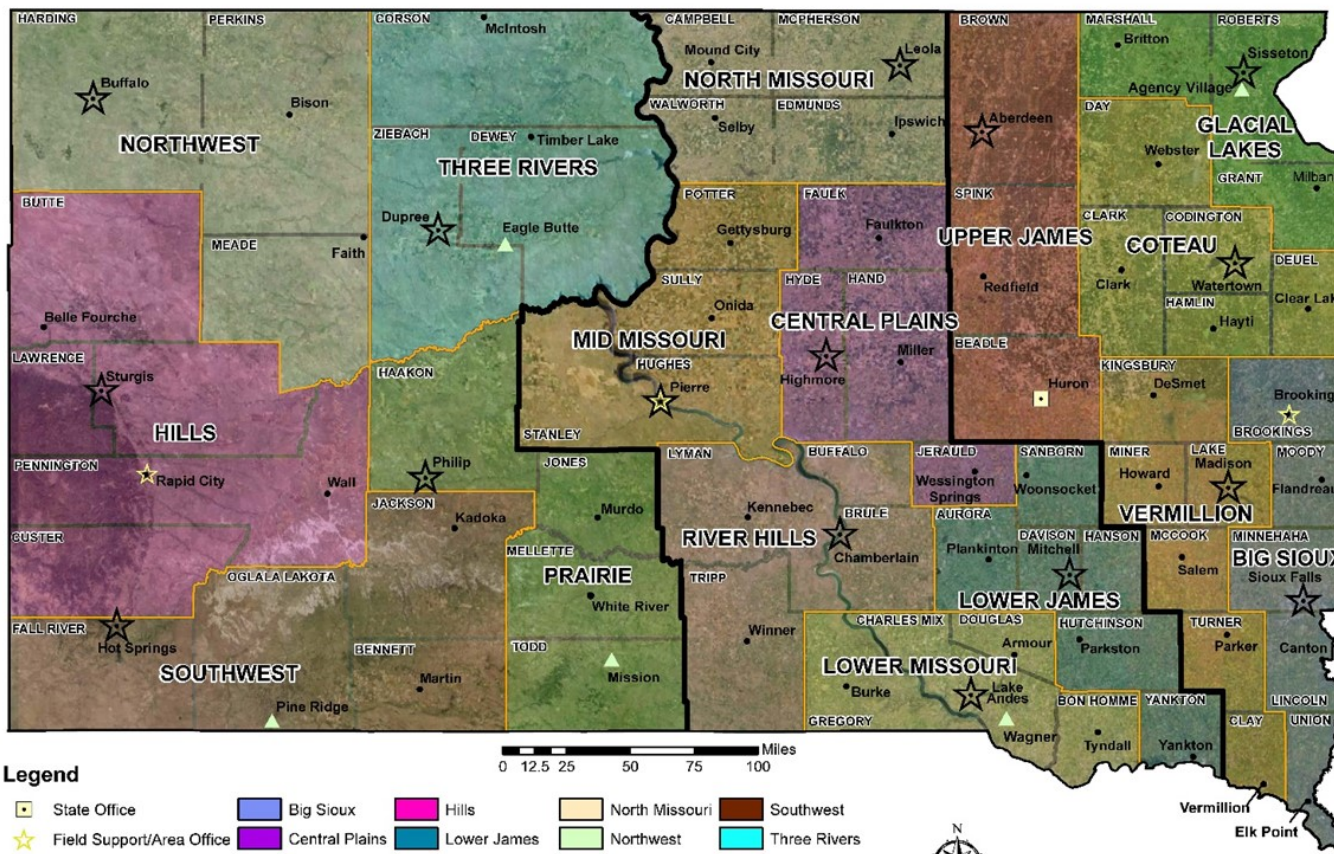 HARDING PERKINS CORSON CAMPBELL MCPHERSON BROWN MARSHALL ROBERTS
McIntosh
Britton
Mound City Leola Sisseton
NORTH MISSOURI
Buffalo Agency Village
Bison WALWORTH EDMUNDS DAY
Selby Ipswich Aberdeen GLACIAL
NORTHWEST ZIEBACH DEWEY Timber Lake Webster LAKES
THREE RIVERS
GRANT
Milban
BUTTE POTTER FAULK SPINK
Dupree Eagle Butte Gettysburg Faulkton CLARK CODINGTON
MEADE Faith UPPER JAMES COTEAU
SULLY HYDE HAND DEUEL
Redfield Clark Watertown
Onida HAMLIN Clear Lak
Belle Fourche CENTRAL PLAINS Hayti
MID MISSOURI BEADLE
LAWRENCE HAAKON HUGHES Miller KINGSBURY
Sturgis Pierre Highmore Huron DeSmet Brooking
HILLS STANLEY BROOKINGS
PENNINGTON Philip JONES LYMAN BUFFALO JERAULD SANBORN MINER LAKE MOODY
Rapid City Wall Wessington Woonsocket Howard Madison Flandreau
Springs
JACKSON Kadoka Murdo Kennebec BRULE AURORA VERMILLION
CUSTER RIVER HILLS DAVISON HANSON MCCOOK MINNEHAHA
MELLETTE Chamberlain Plankinton Mitchell Salem BIG SIOUX
OGLALA LAKOTA PRAIRIE TRIPP Sioux Falls
White River LOWER JAMES
FALL RIVER CHARLES MIX DOUGLAS HUTCHINSON TURNER
Hot Springs BENNETT TODD Winner Armour Parkston Parker Canton
SOUTHWEST LOWER MISSOURI
Martin Mission Burke Lake
Andes
BON HOMME YANKTON LINCOLN
Pine Ridge GREGORY Wagner Tyndall Yankton CLAY UNION
Miles
0 12.5 25 50 75 100
Vermillion
Elk Point
Legend
State Office Big Sioux Hills North Missouri Southwest
Field Support/Area Office Central Plains Lower James Northwest Three Rivers
N